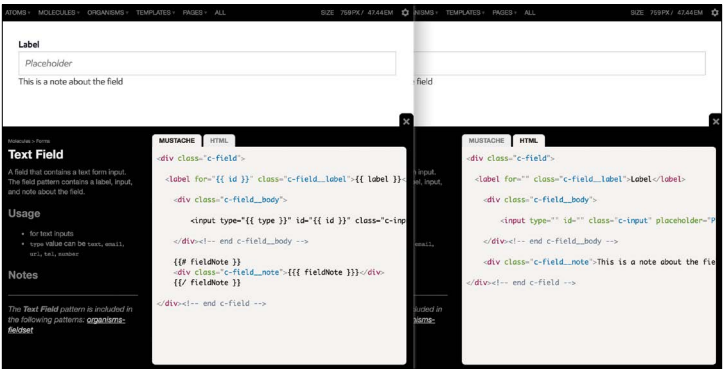 ATOMS MOLECULES ORGANISMS TEMPLATES PAGES ALL SIZE 759PX / 47.44EM
Label
Placeholder
This is a note about the field
Molecules > Forms
Text Field
A field that contains a text form input.
The field pattern contains a label, input,
and note about the field.
Usage
for text inputs
type value can be text, email,
url, tel, number
Notes
The Text Field pattern is included in
the following patterns: organisms-
fieldset
MUSTACHE HTML
<div class="c-field">
<label for="{{ id }}" class="c-field__label">{{ label }}<
<div class="c-field__body">
<input type="{{ type }}" id="{{ id }}" class="c-inp
</div><!-- end c-field__body -->
{{# fieldNote }}
<div class="c-field__note">{{{ fieldNote }}}</div>
{{/ fieldNote }}
</div><!-- end c-field -->
NISMS TEMPLATES PAGES ALL SIZE 759PX / 47.44EM
field
input.
el, input,
email,
luded in
nisms-
MUSTACHE HTML
<div class="c-field">
<label for="" class="c-field__label">Label</label>
<div class="c-field__body">
<input type="" id="" class="c-input" placeholder="P
</div><!-- end c-field__body -->
<div class="c-field__note">This is a note about the fie
</div><!-- end c-field -->